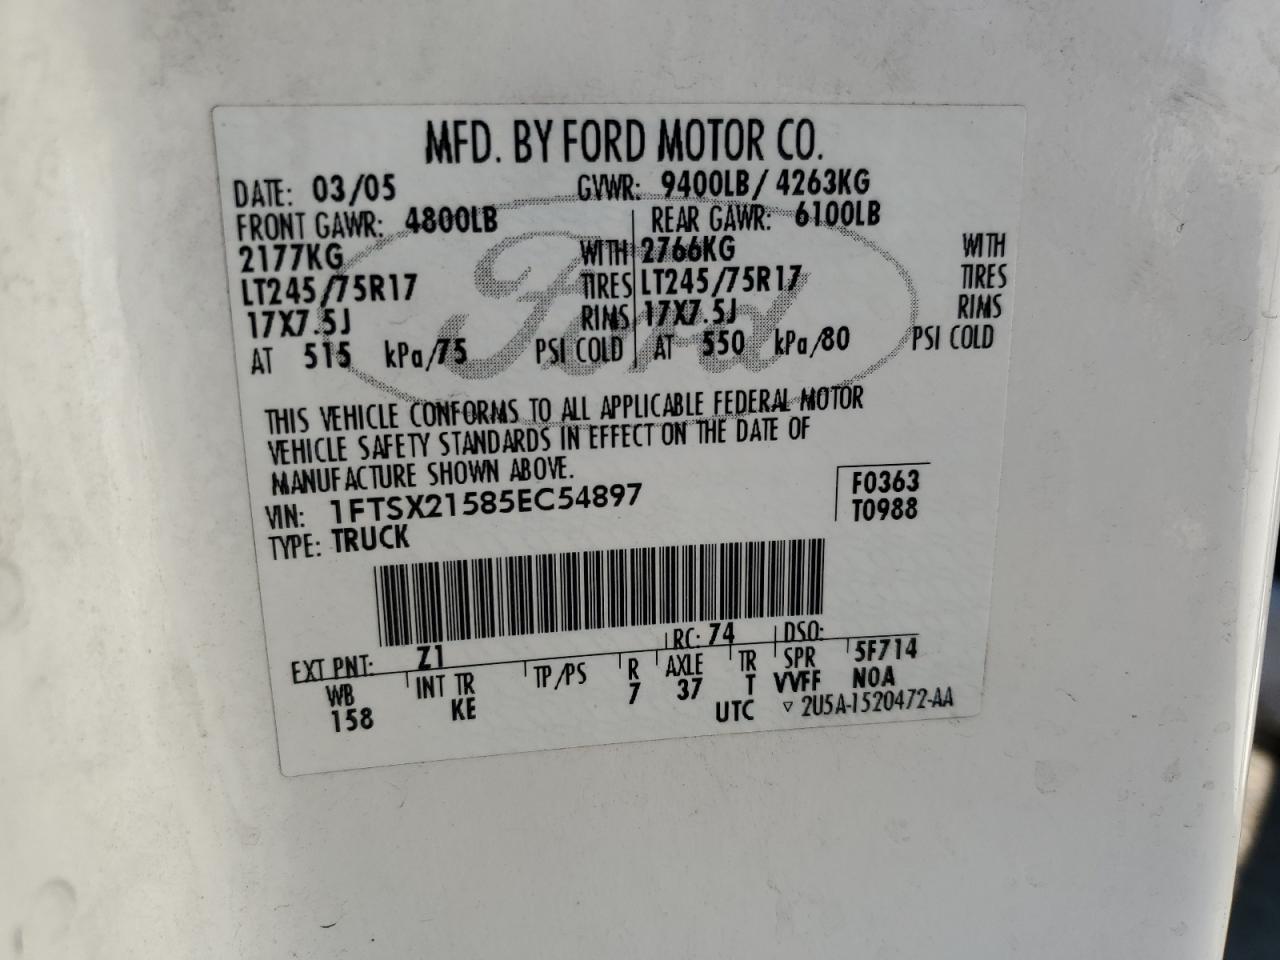 MFD. BY FORD MOTOR CO.
DATE: 03/05 GVWR: 9400LB/ 4263KG
FRONT GAWR: 4800LB REAR GAWR: 6100LB
2177KG WITH 2766KG WITH
LT245/75R17 TIRES LT245/75R17 TIRES
17X7.5J RIMS 17X7.5J RIMS
AT 515 kPa/75 PSI COLD AT 550 kPa/80 PSI COLD
Ford
THIS VEHICLE CONFORMS TO ALL APPLICABLE FEDERAL MOTOR
VEHICLE SAFETY STANDARDS IN EFFECT ON THE DATE OF
MANUFACTURE SHOWN ABOVE.
VIN: 1FTSX21585EC54897 F0363
TYPE: TRUCK T0988
EXT PNT: Z1 RC: 74 DSO:
WB INT TR TP/PS R AXLE TR SPR 5F714
158 KE 7 37 T VVFF NOA
UTC ▽ 2U5A-1520472-AA